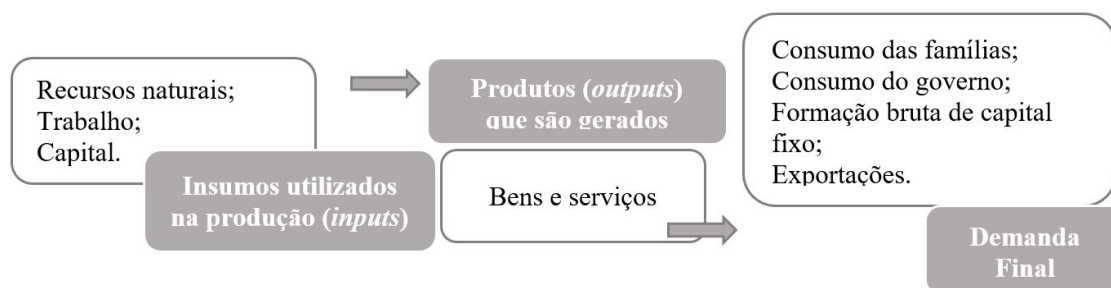 Recursos naturais;
Trabalho;
Capital.
Insumos utilizados
na produção (inputs)
Produtos (outputs)
que são gerados
Bens e serviços
Consumo das famílias;
Consumo do governo;
Formação bruta de capital
fixo;
Exportações.
Demanda
Final